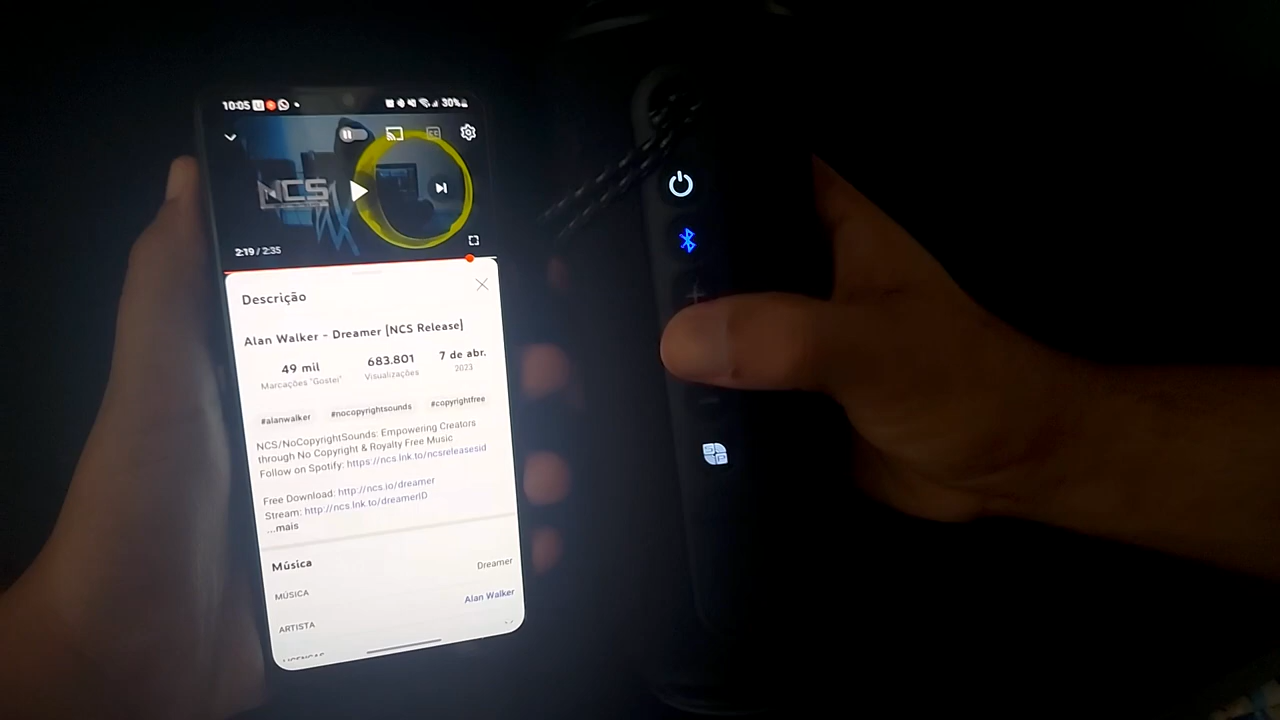 10:05
30%
NCS
2:19 / 2:35
Descrição
Alan Walker - Dreamer [NCS Release]
49 mil 683.801 7 de abr.
Marcações "Gostei" Visualizações 2023
#alanwalker #nocopyrightsounds #copyrightfree
NCS/NoCopyrightSounds: Empowering Creators
through No Copyright & Royalty Free Music
Follow on Spotify: https://ncs.lnk.to/ncsreleasesid
Free Download: http://ncs.io/dreamer
Stream: http://ncs.lnk.to/dreamerID
...mais
Música
MÚSICA Dreamer
ARTISTA Alan Walker